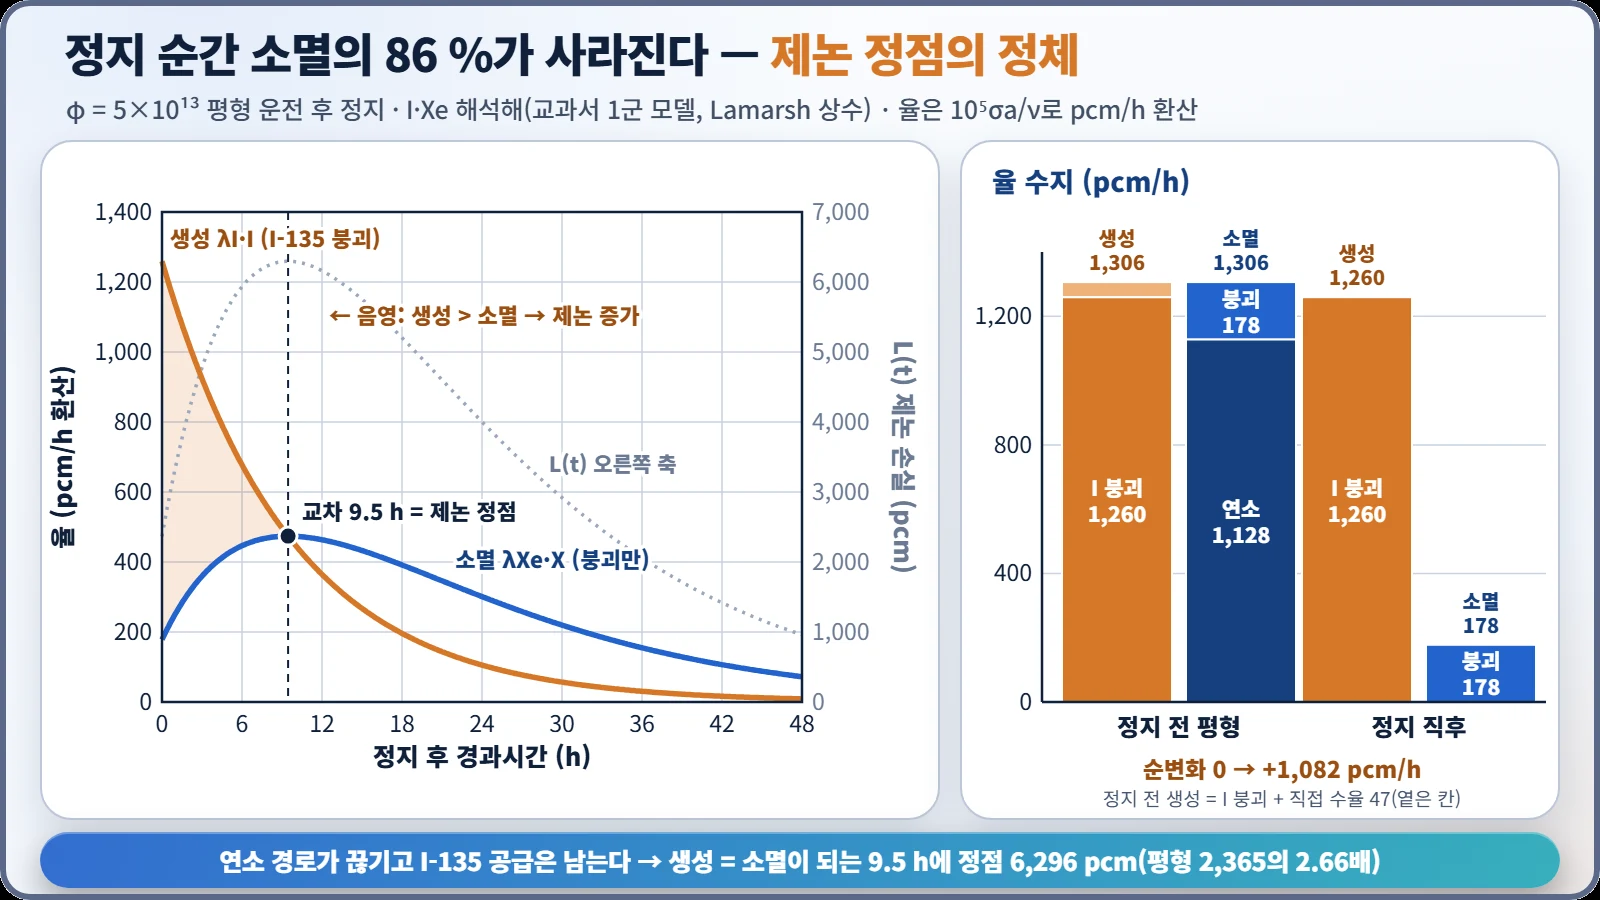 정지 순간 소멸의 86 %가 사라진다 — 제논 정점의 정체
ϕ = 5×10¹³ 평형 운전 후 정지 · I·Xe 해석해(교과서 1군 모델, Lamarsh 상수) · 율은 10⁵σa/ν로 pcm/h 환산
1,400
1,200
1,000
800
600
400
200
0
율 (pcm/h 환산)
생성 λI·I (I-135 붕괴)
← 음영: 생성 > 소멸 → 제논 증가
L(t) 오른쪽 축
교차 9.5 h = 제논 정점
소멸 λXe·X (붕괴만)
7,000
6,000
5,000
4,000
3,000
2,000
1,000
0
L(t) 제논 손실 (pcm)
0 6 12 18 24 30 36 42 48
정지 후 경과시간 (h)
율 수지 (pcm/h)
1,200
800
400
0
생성
1,306
I 붕괴
1,260
소멸
1,306
붕괴
178
연소
1,128
생성
1,260
I 붕괴
1,260
소멸
178
붕괴
178
정지 전 평형
정지 직후
순변화 0 → +1,082 pcm/h
정지 전 생성 = I 붕괴 + 직접 수율 47(옅은 칸)
연소 경로가 끊기고 I-135 공급은 남는다 → 생성 = 소멸이 되는 9.5 h에 정점 6,296 pcm(평형 2,365의 2.66배)